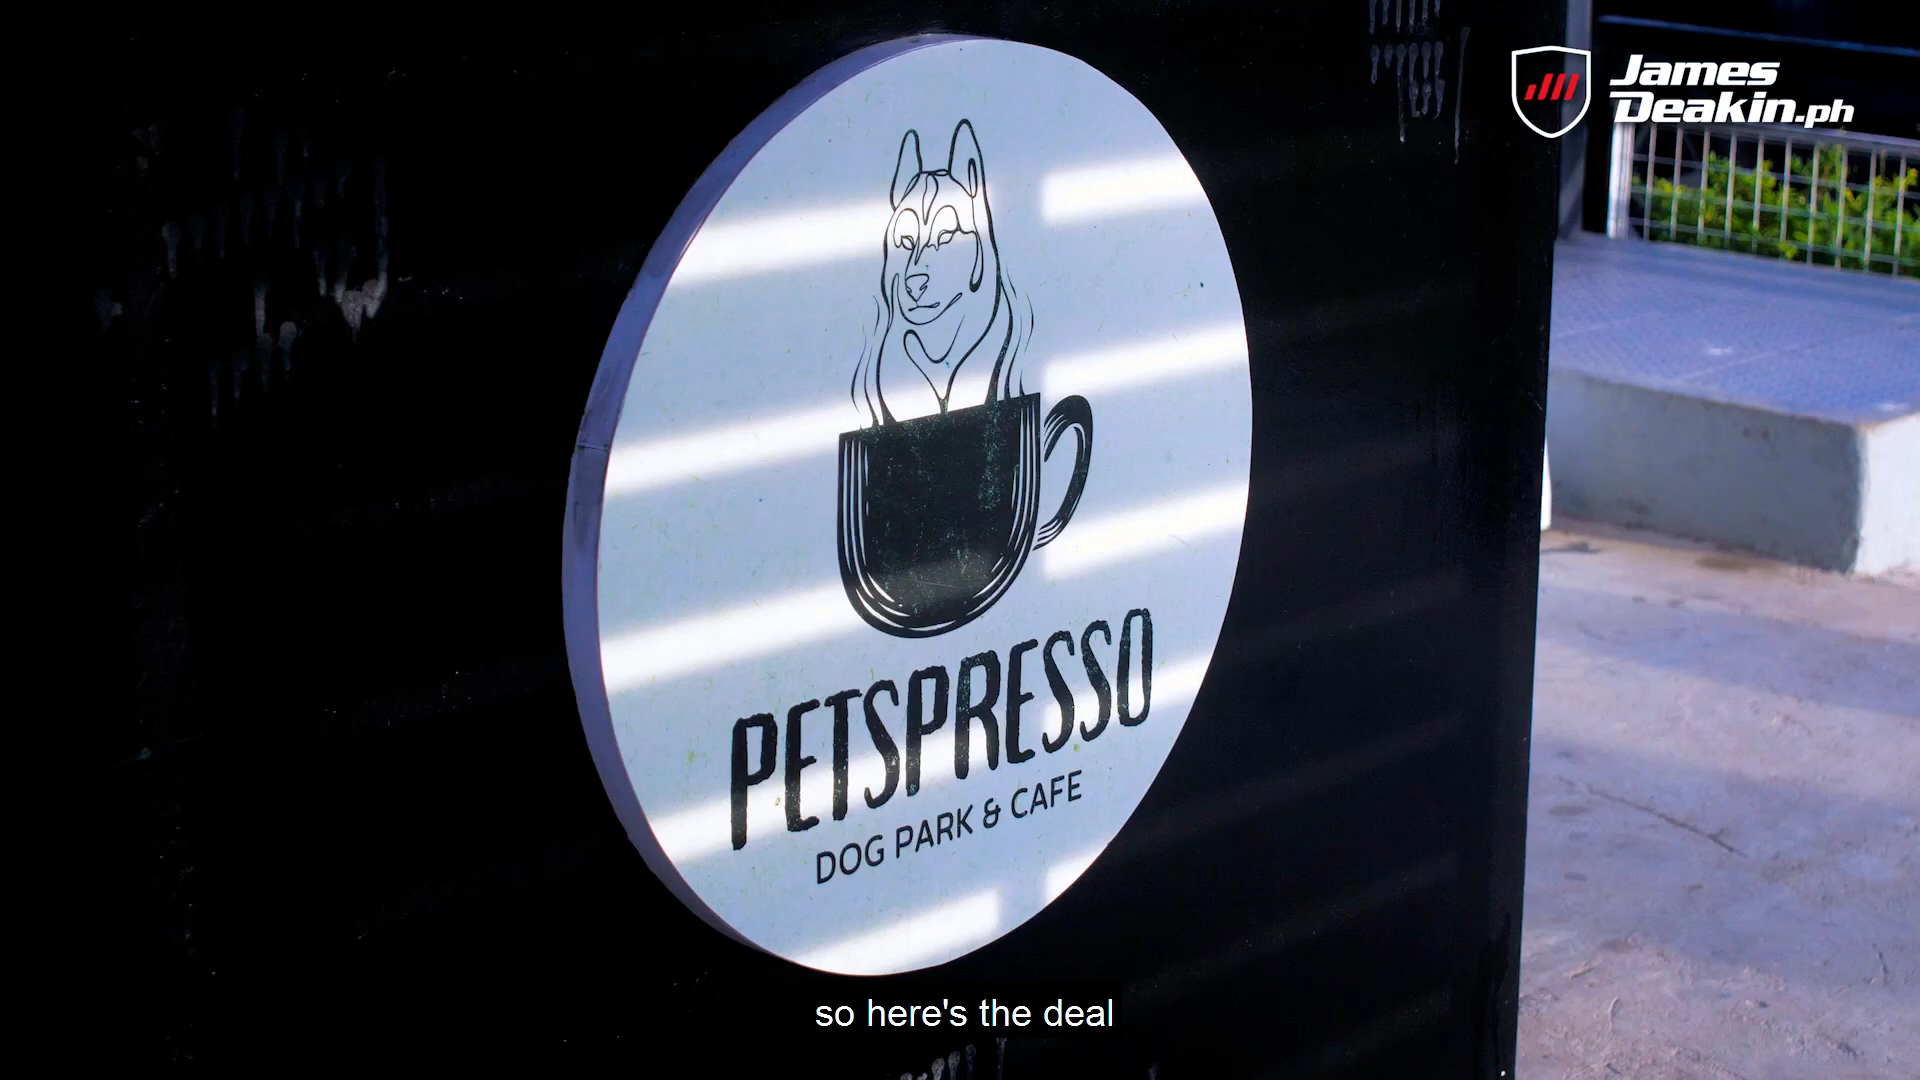 James
Deakin.ph
PETSPRESSO
DOG PARK & CAFE
so here's the deal